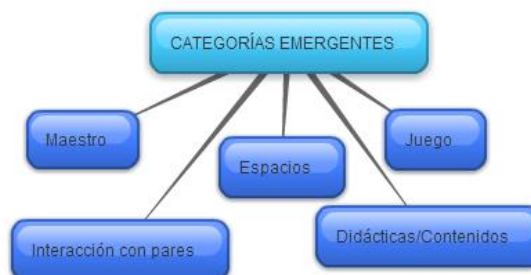 CATEGORÍAS EMERGENTES
Maestro
Juego
Espacios
Interacción con pares
Didácticas/Contenidos